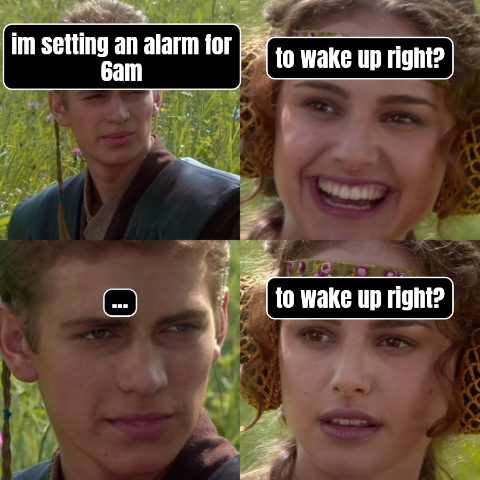 im setting an alarm for
6am
to wake up right?
...
to wake up right?